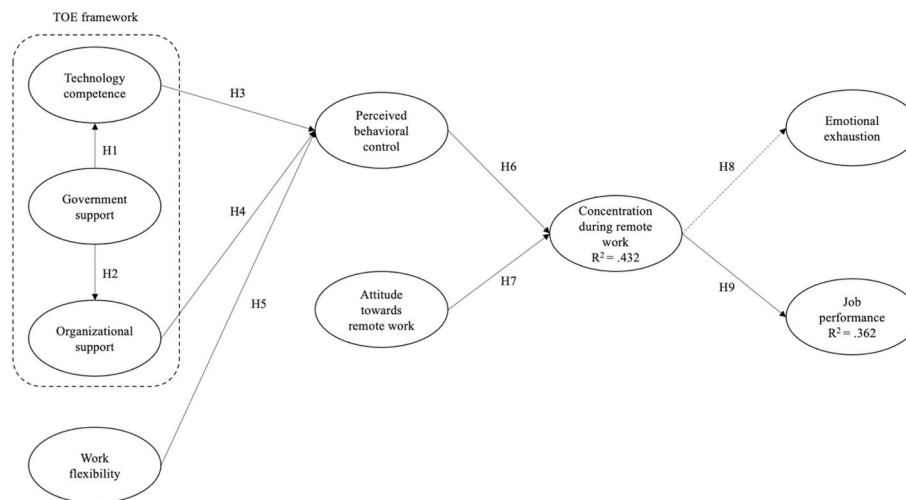 TOE framework
Technology
competence
H1
Government
support
H2
Organizational
support
Work
flexibility
H3
H4
H5
Perceived
behavioral
control
Attitude
towards
remote work
H6
H7
Concentration
during remote
work
R² = .432
H8
H9
Emotional
exhaustion
Job
performance
R² = .362